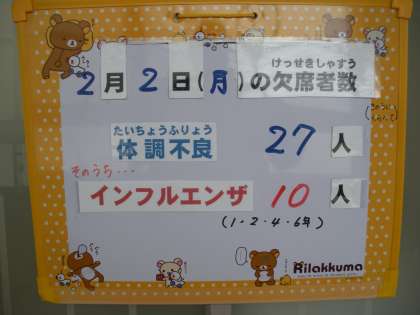 けっせきしゃすう
2月2日(月)の欠席者数
たいちょうふりょう
体調不良 27人
そのうち・・・
インフルエンザ 10人
(1・2・4・6年)
Rilakkuma